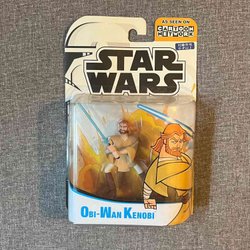 AS SEEN ON
CARTOON NETWORK
STAR
WARS
OBI-WAN KENOBI